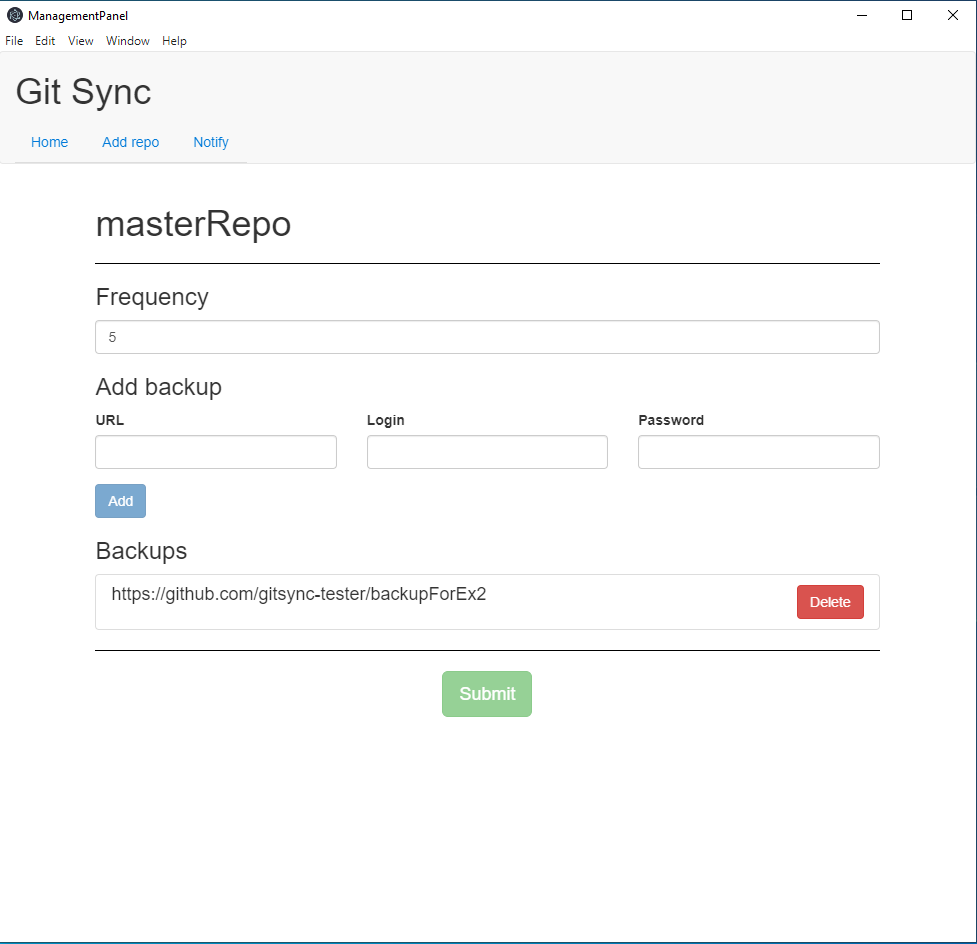 ManagementPanel
File Edit View Window Help
Git Sync
Home Add repo Notify
masterRepo
Frequency
5
Add backup
URL Login Password
Add
Backups
https://github.com/gitsync-tester/backupForEx2
Delete
Submit